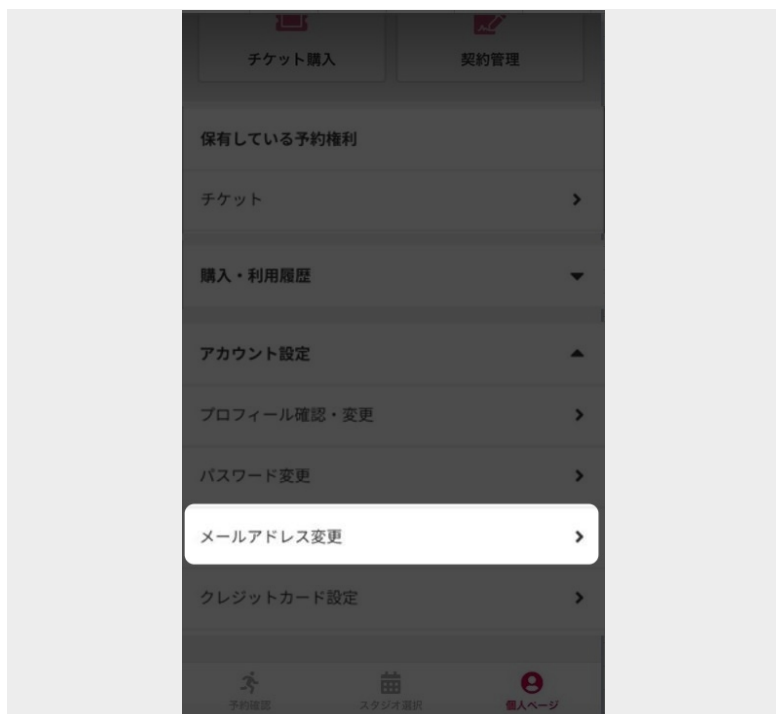 チケット購入
契約管理
保有している予約権利
チケット
購入・利用履歴
アカウント設定
プロフィール確認・変更
パスワード変更
メールアドレス変更
クレジットカード設定
予約確認
スタジオ選択
個人ページ